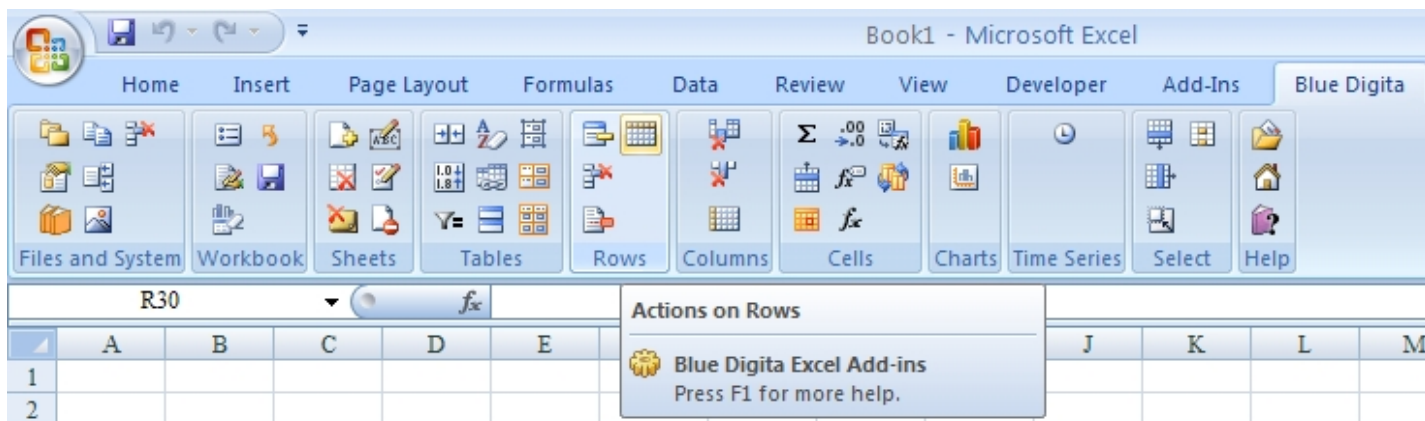 Book1 - Microsoft Excel
Home Insert Page Layout Formulas Data Review View Developer Add-Ins Blue Digita
Files and System Workbook Sheets Tables Rows Columns Cells Charts Time Series Select Help
R30 fx
Actions on Rows
Blue Digita Excel Add-ins
Press F1 for more help.
A B C D E J K L M
1
2